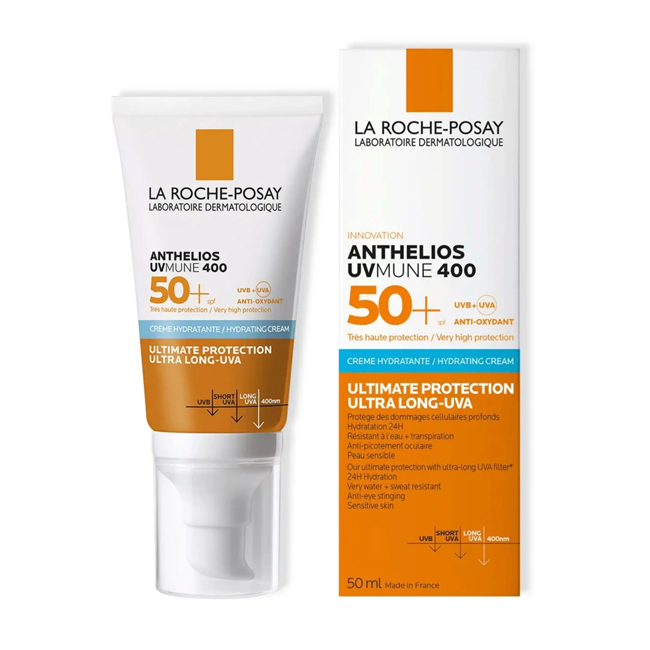 LA ROCHE-POSAY
LABORATOIRE DERMATOLOGIQUE
ANTHELIOS
UVMUNE 400
50+ spf
UVB + UVA
ANTI-OXYDANT
Très haute protection / Very high protection
CREME HYDRATANTE / HYDRATING CREAM
ULTIMATE PROTECTION
ULTRA LONG-UVA
UVB SHORT UVA LONG UVA 400nm
LA ROCHE-POSAY
LABORATOIRE DERMATOLOGIQUE
INNOVATION
ANTHELIOS
UVMUNE 400
50+ spf
UVB + UVA
ANTI-OXYDANT
Très haute protection / Very high protection
CREME HYDRATANTE / HYDRATING CREAM
ULTIMATE PROTECTION
ULTRA LONG-UVA
Protège des dommages cellulaires profonds
Hydratation 24H
Résistant à l'eau + transpiration
Anti-picotement oculaire
Peau sensible
Our ultimate protection with ultra-long UVA filter*
24H Hydration
Very water + sweat resistant
Anti-eye stinging
Sensitive skin
UVB SHORT UVA LONG UVA 400nm
50 ml Made in France